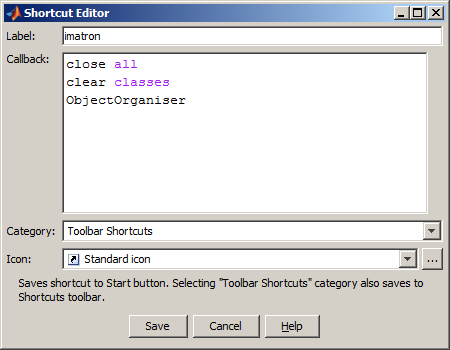 Shortcut Editor
Label: imatron
Callback: close all
clear classes
ObjectOrganiser
Category: Toolbar Shortcuts
Icon: Standard icon ...
Saves shortcut to Start button. Selecting "Toolbar Shortcuts" category also saves to
Shortcuts toolbar.
Save Cancel Help